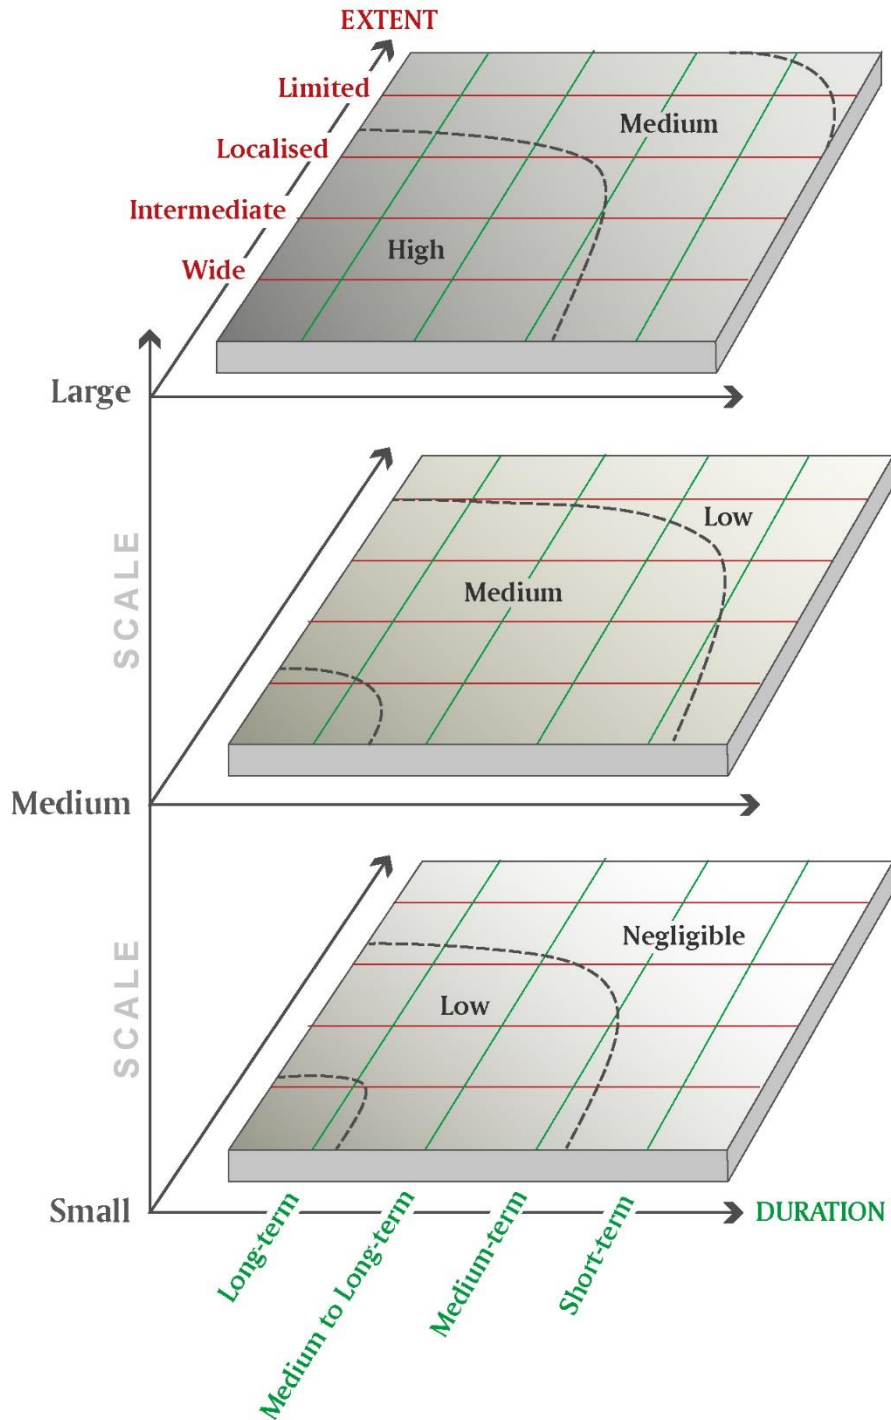 EXTENT
Limited
Localised
Intermediate
Wide
Medium
High
Large
SCALE
Low
Medium
Medium
SCALE
Negligible
Low
Small
DURATION
Long-term
Medium to Long-term
Medium-term
Short-term